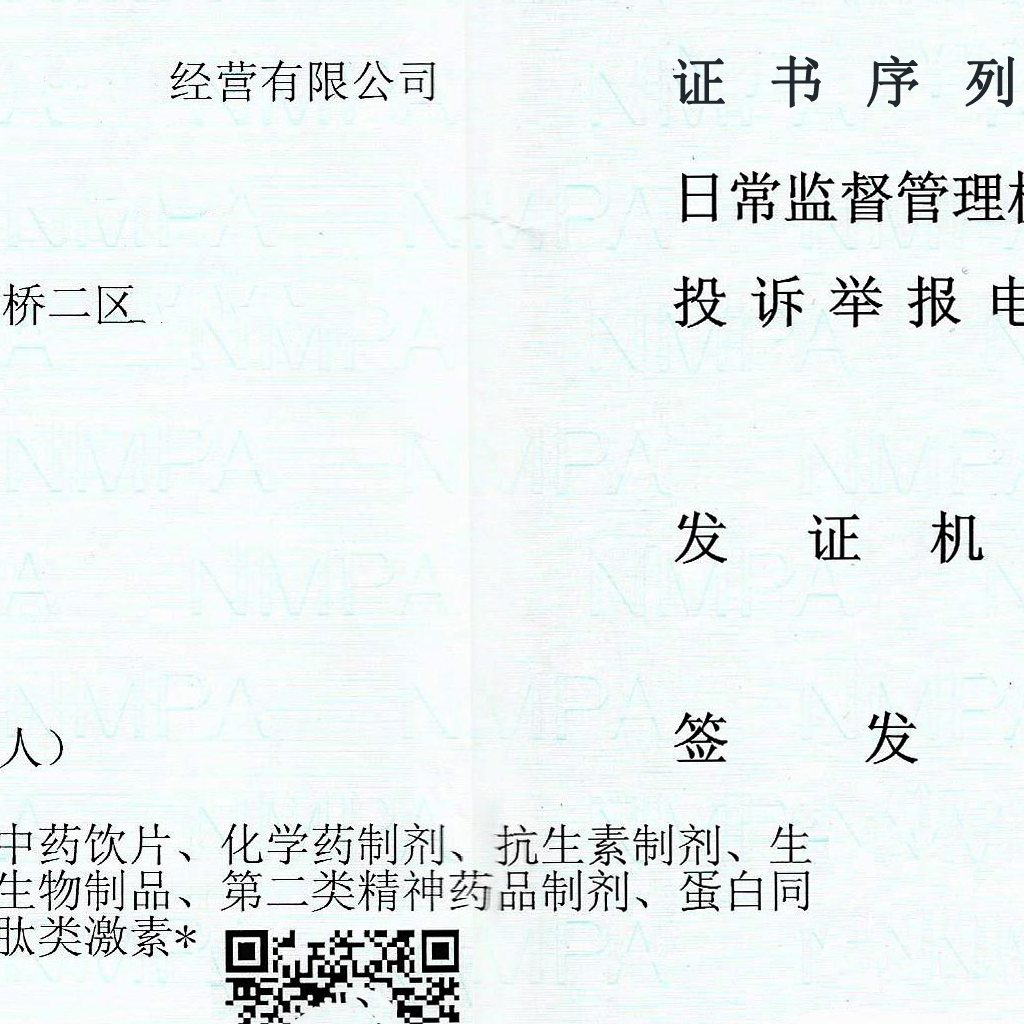 经营有限公司
证书序列
日常监督管理
桥二区
投诉举报电
发证机
签发
人）
中药饮片、化学药制剂、抗生素制剂、生
生物制品、第二类精神药品制剂、蛋白同
肽类激素*
NMPA